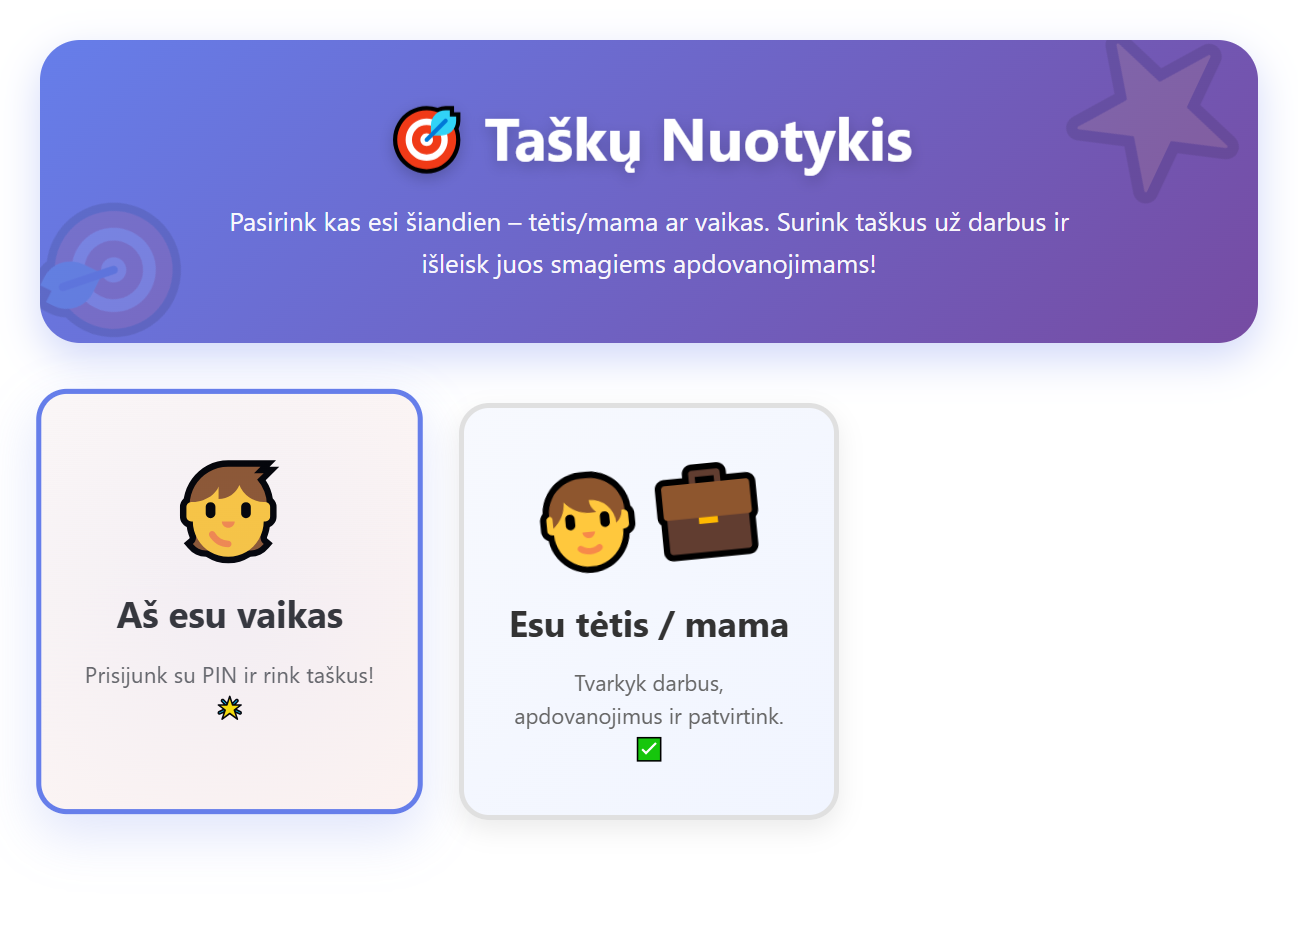 Taškų Nuotykis
Pasirink kas esi šiandien – tėtis/mama ar vaikas. Surink taškus už darbus ir
išleisk juos smagiems apdovanojimams!
Aš esu vaikas
Prisijunk su PIN ir rink taškus!
Esu tėtis / mama
Tvarkyk darbus,
apdovanojimus ir patvirtink.